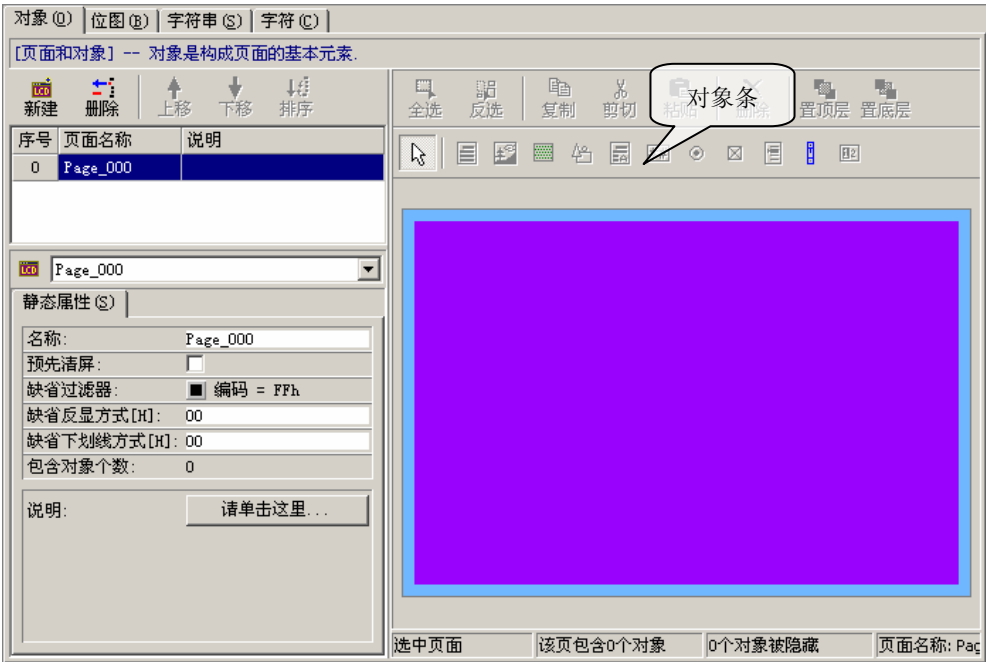 对象(O) 位图(B) 字符串(S) 字符(C)
[页面和对象] -- 对象是构成页面的基本元素.
新建 删除 上移 下移 排序
全选 反选 复制 剪切 粘贴 删除 置顶层 置底层
对象条
序号 页面名称 说明
0 Page_000
Page_000
静态属性(S)
名称: Page_000
预先清屏:
缺省过滤器: 编码 = FFh
缺省反显方式[H]: 00
缺省下划线方式[H]: 00
包含对象个数: 0
说明: 请单击这里...
选中页面 该页包含0个对象 0个对象被隐藏 页面名称: Pag